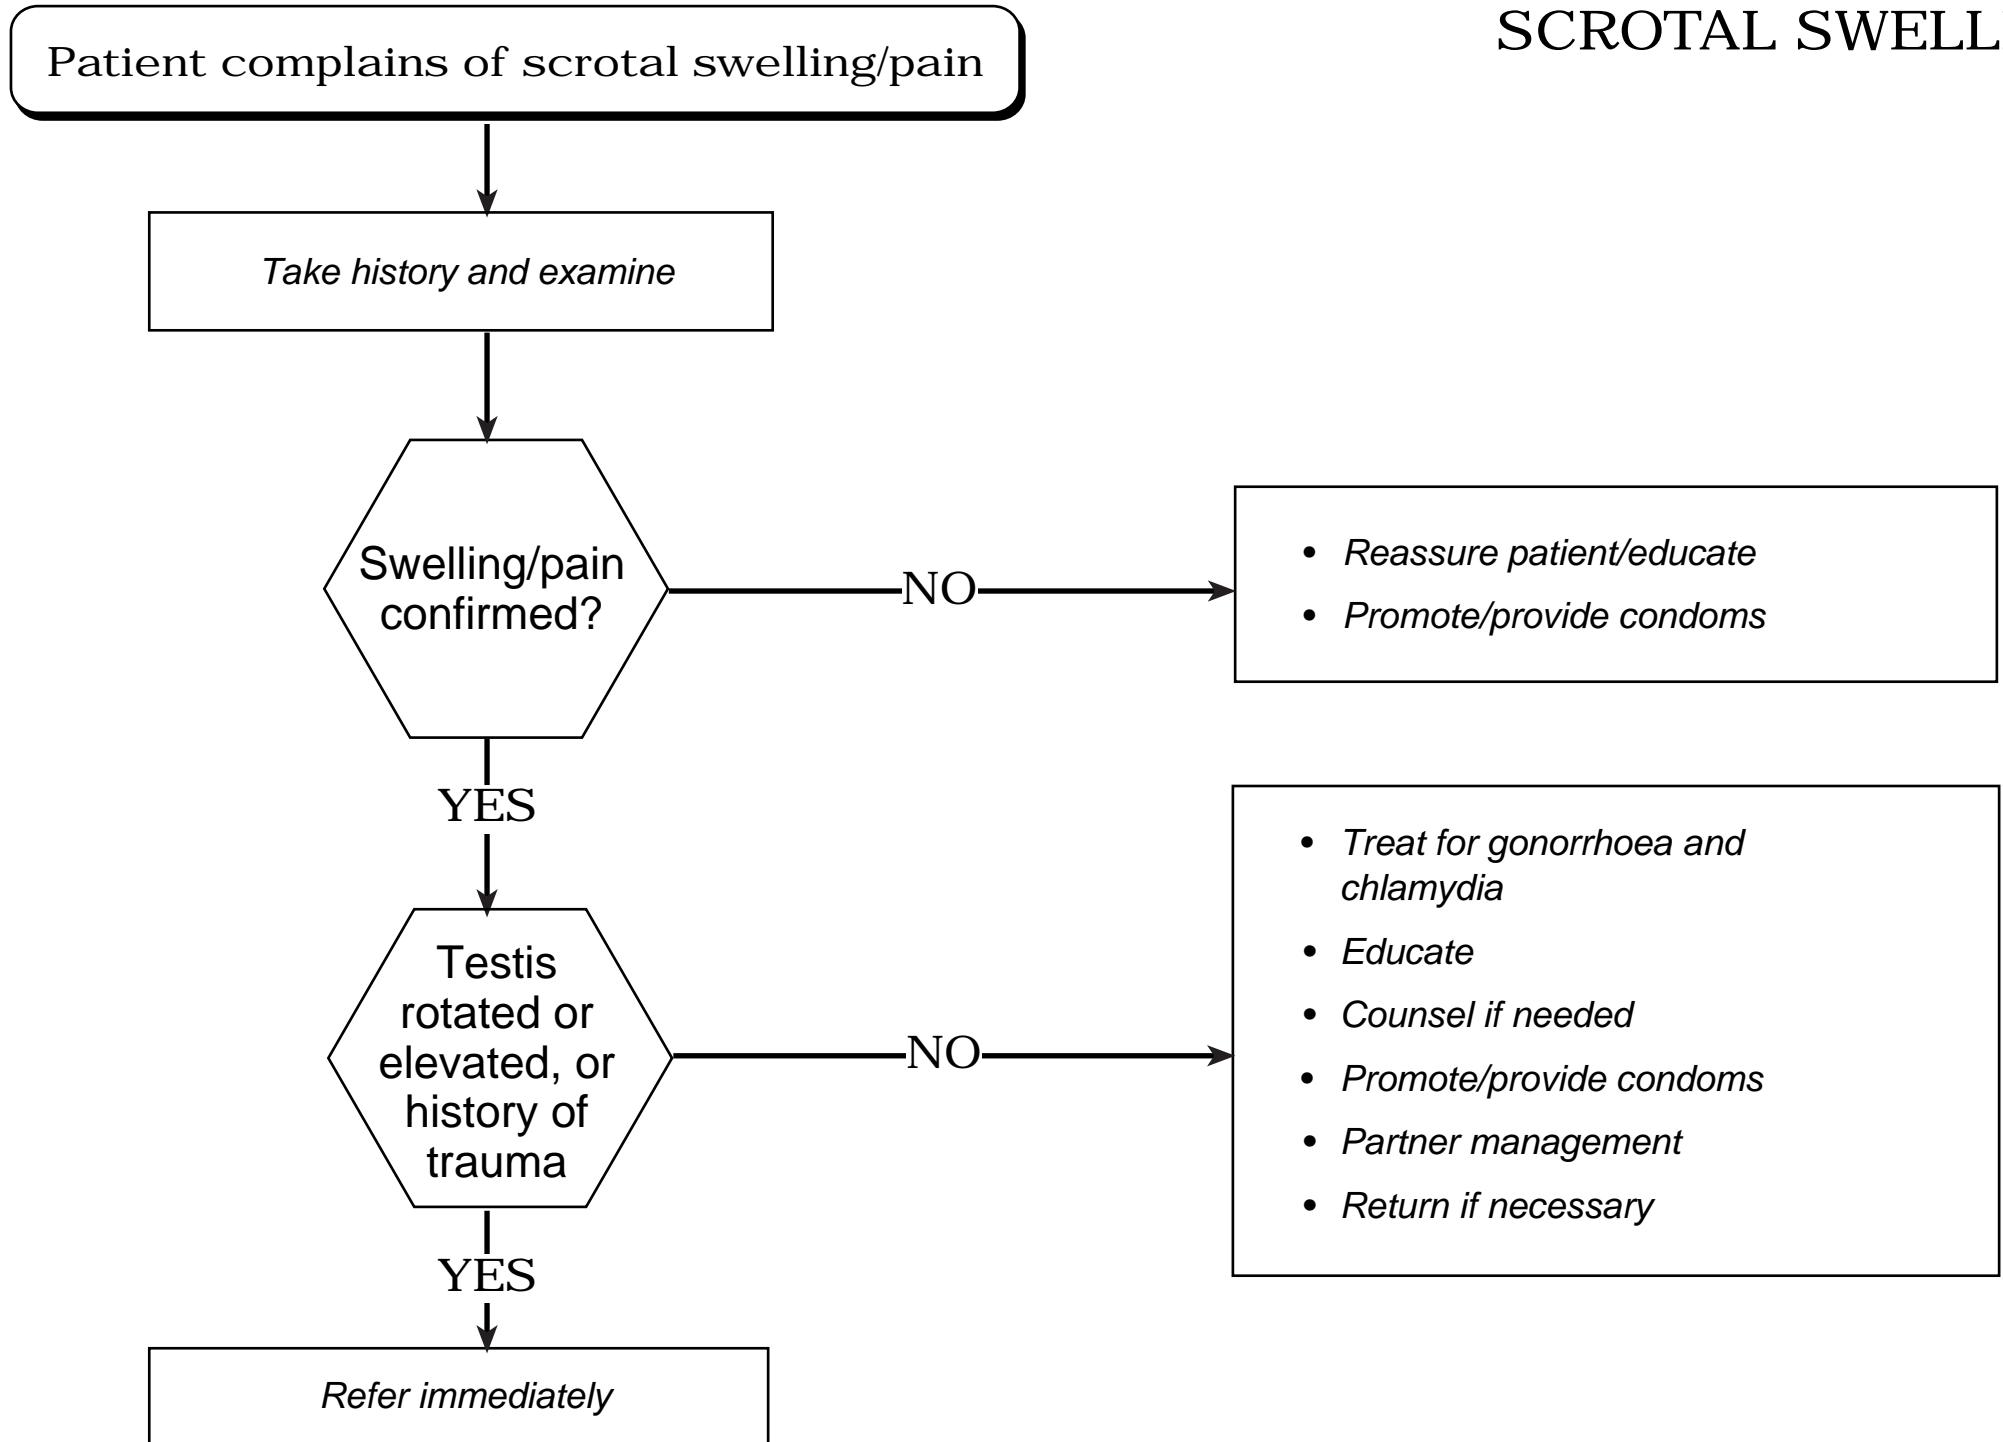 SCROTAL SWELL
Patient complains of scrotal swelling/pain
Take history and examine
Swelling/pain
confirmed?
NO
• Reassure patient/educate
• Promote/provide condoms
YES
Testis
rotated or
elevated, or
history of
trauma
NO
• Treat for gonorrhoea and
chlamydia
• Educate
• Counsel if needed
• Promote/provide condoms
• Partner management
• Return if necessary
YES
Refer immediately